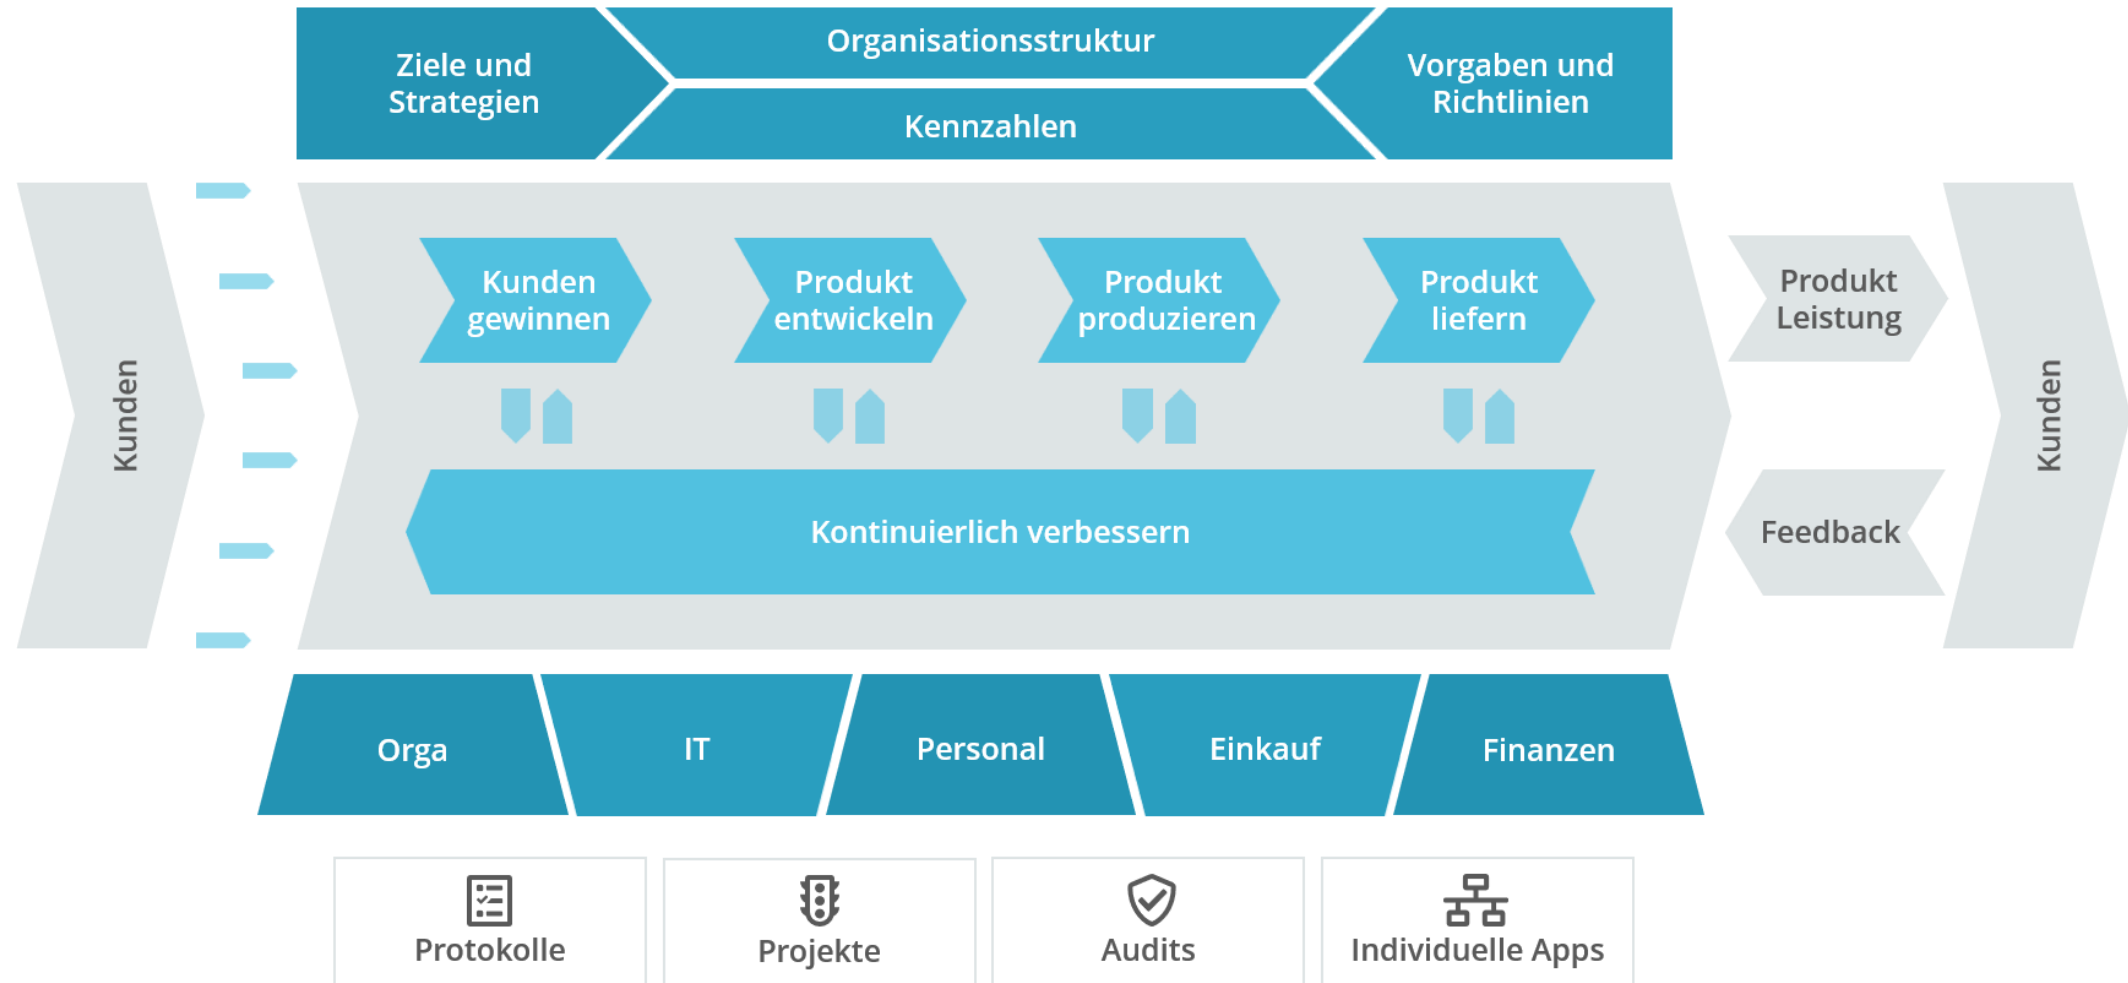 Ziele und
Strategien
Organisationsstruktur
Kennzahlen
Vorgaben und
Richtlinien
Kunden
Kunden
gewinnen
Produkt
entwickeln
Produkt
produzieren
Produkt
liefern
Kontinuierlich verbessern
Produkt
Leistung
Feedback
Kunden
Orga
IT
Personal
Einkauf
Finanzen
Protokolle
Projekte
Audits
Individuelle Apps